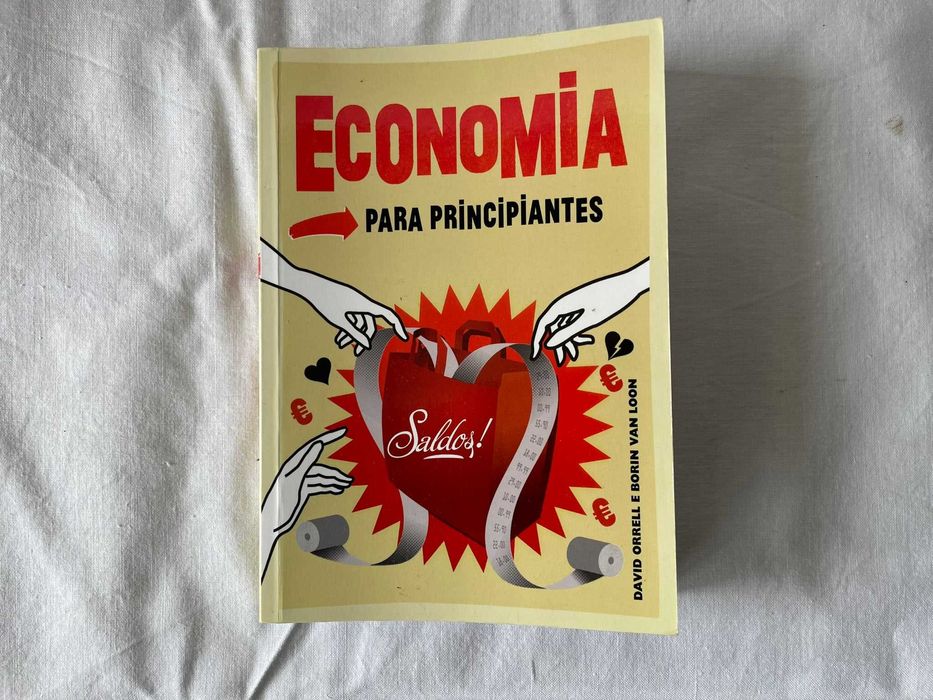 ECONOMIA
PARA PRINCIPIANTES
Saldos!
€
€
€
DAVID ORRELL E BORIN VAN LOON